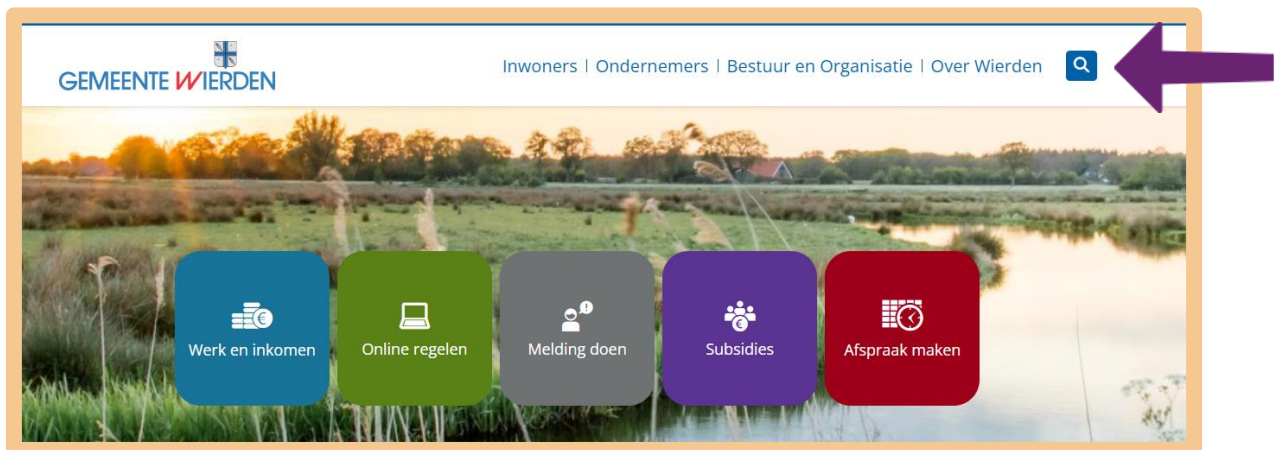 GEMEENTE WIERDEN
Inwoners | Ondernemers | Bestuur en Organisatie | Over Wierden
Werk en inkomen
Online regelen
Melding doen
Subsidies
Afspraak maken